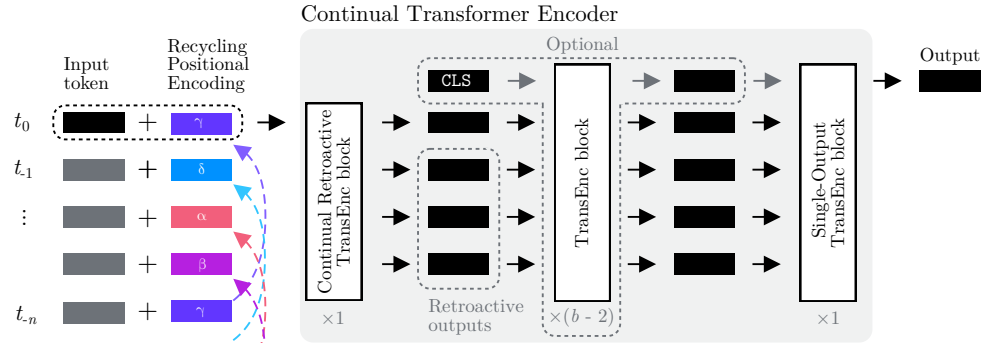 Continual Transformer Encoder
Input
token
Recycling
Positional
Encoding
Optional
Output
CLS
t0 + γ
t-1 + δ
⋮ + α
+ β
t-n + γ
Continual Retroactive
TransEnc block
×1
Retroactive
outputs
TransEnc block
×(b - 2)
Single-Output
TransEnc block
×1